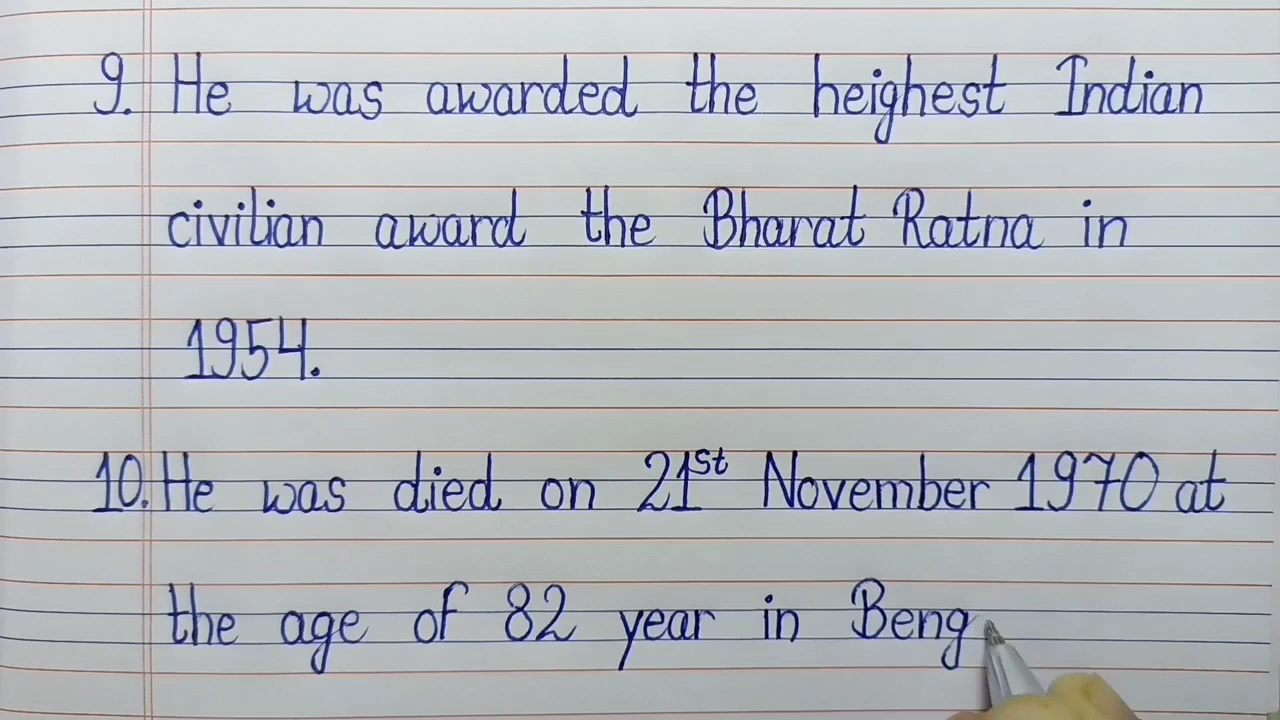 9. He was awarded the heighest Indian
civilian award the Bharat Ratna in
1954.
10. He was died on 21st November 1970 at
the age of 82 year in Beng